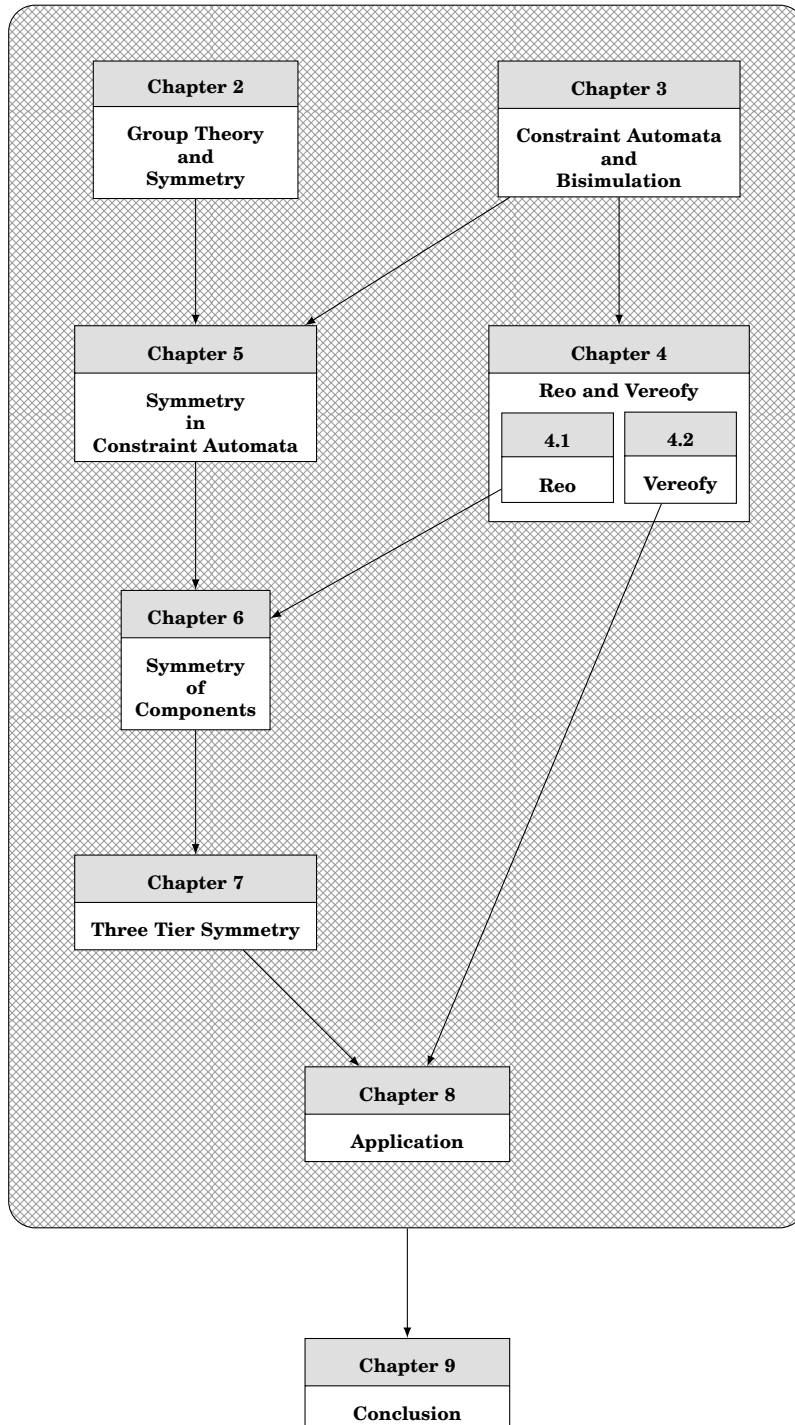 Chapter 2
Group Theory
and
Symmetry
Chapter 3
Constraint Automata
and
Bisimulation
Chapter 5
Symmetry
in
Constraint Automata
Chapter 4
Reo and Vereofy
4.1
Reo
4.2
Vereofy
Chapter 6
Symmetry
of
Components
Chapter 7
Three Tier Symmetry
Chapter 8
Application
Chapter 9
Conclusion